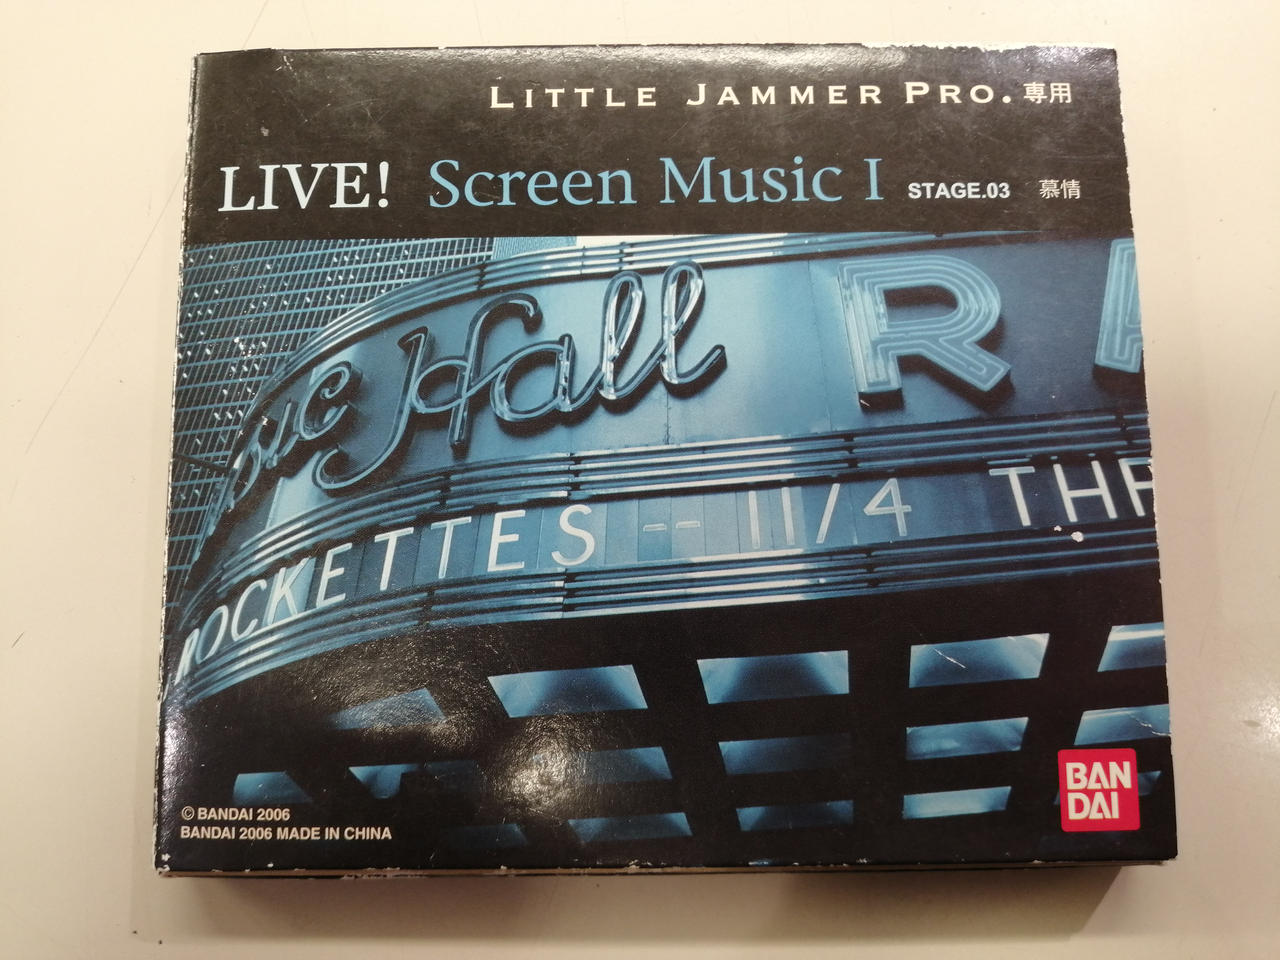 LITTLE JAMMER PRO. 専用
LIVE! Screen Music I STAGE.03 慕情
Hall R
ROCKETTES -- 11/4 THR
© BANDAI 2006
BANDAI 2006 MADE IN CHINA
BAN
DAI